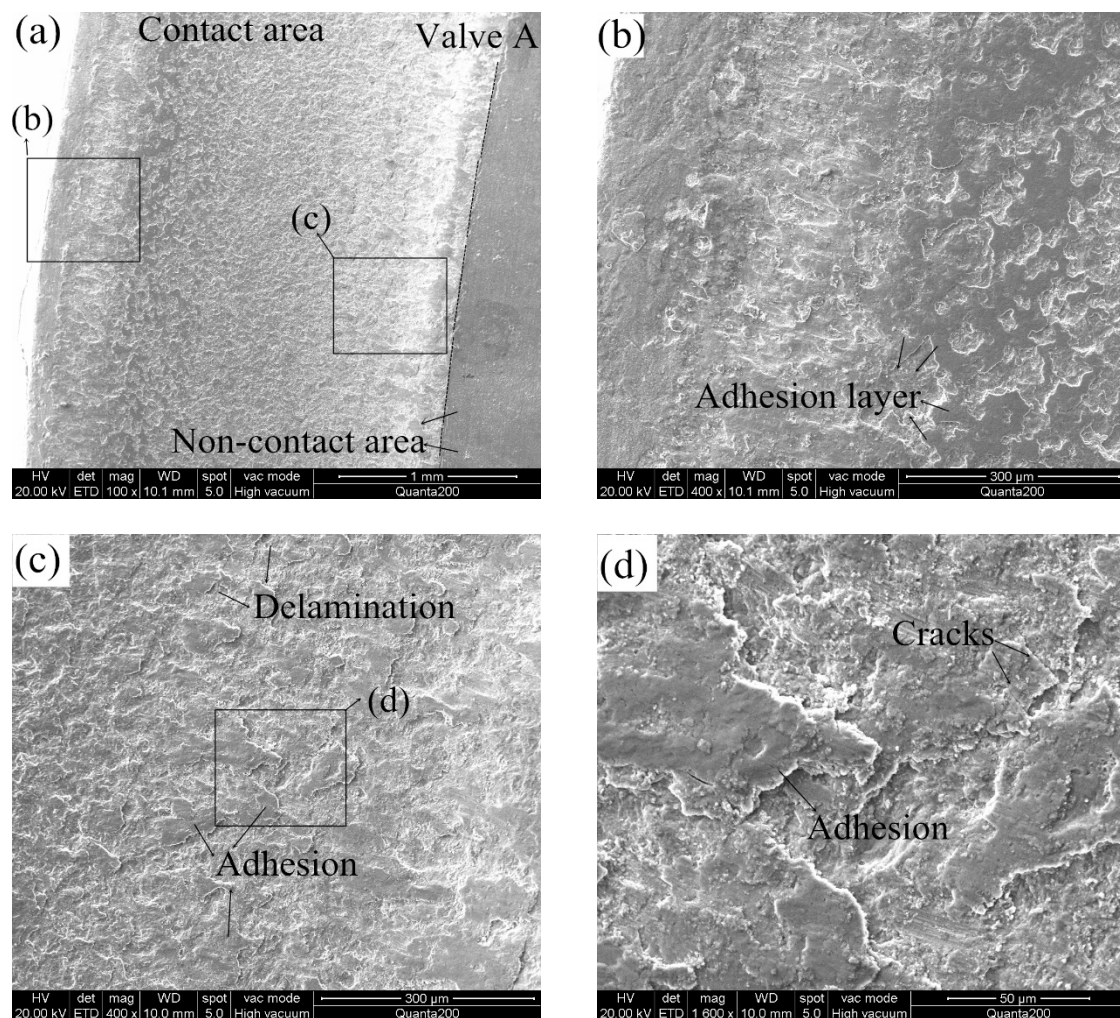 (a)
Contact area
Valve A
(b)
(c)
Non-contact area
HV det mag WD spot vac mode
1 mm
20.00 kV ETD 100 x 10.1 mm 5.0 High vacuum Quanta200
(b)
Adhesion layer
HV det mag WD spot vac mode
300 µm
20.00 kV ETD 400 x 10.1 mm 5.0 High vacuum Quanta200
(c)
Delamination
(d)
Adhesion
HV det mag WD spot vac mode
300 µm
20.00 kV ETD 400 x 10.0 mm 5.0 High vacuum Quanta200
(d)
Cracks
Adhesion
HV det mag WD spot vac mode
50 µm
20.00 kV ETD 1 600 x 10.0 mm 5.0 High vacuum Quanta200